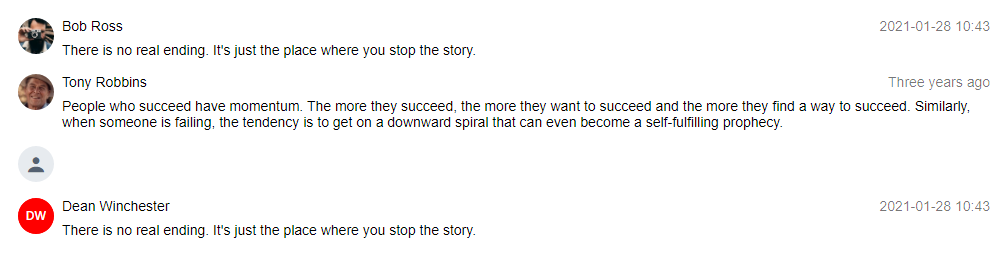 Bob Ross 2021-01-28 10:43
There is no real ending. It's just the place where you stop the story.
Tony Robbins Three years ago
People who succeed have momentum. The more they succeed, the more they want to succeed and the more they find a way to succeed. Similarly,
when someone is failing, the tendency is to get on a downward spiral that can even become a self-fulfilling prophecy.
DW Dean Winchester 2021-01-28 10:43
There is no real ending. It's just the place where you stop the story.